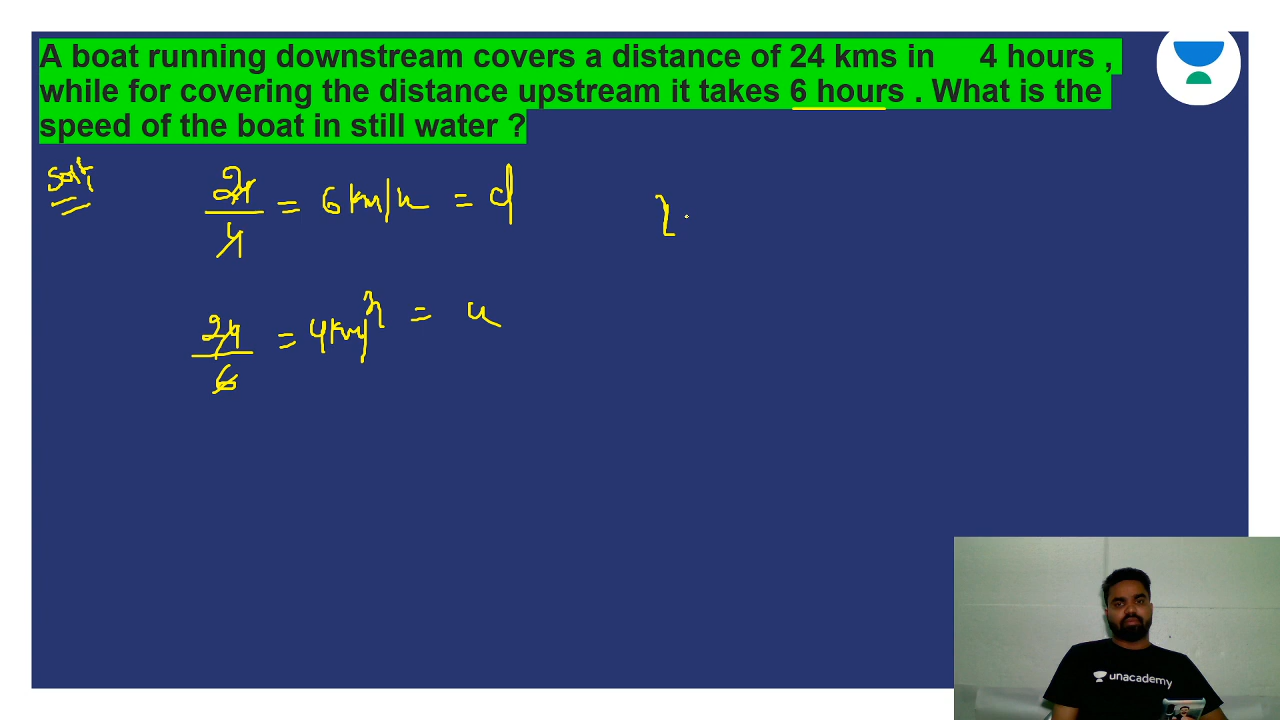 A boat running downstream covers a distance of 24 kms in 4 hours ,
while for covering the distance upstream it takes 6 hours . What is the
speed of the boat in still water ?
Soln
24/4 = 6 km/h = d
24/6 = 4 km/h = u
unacademy